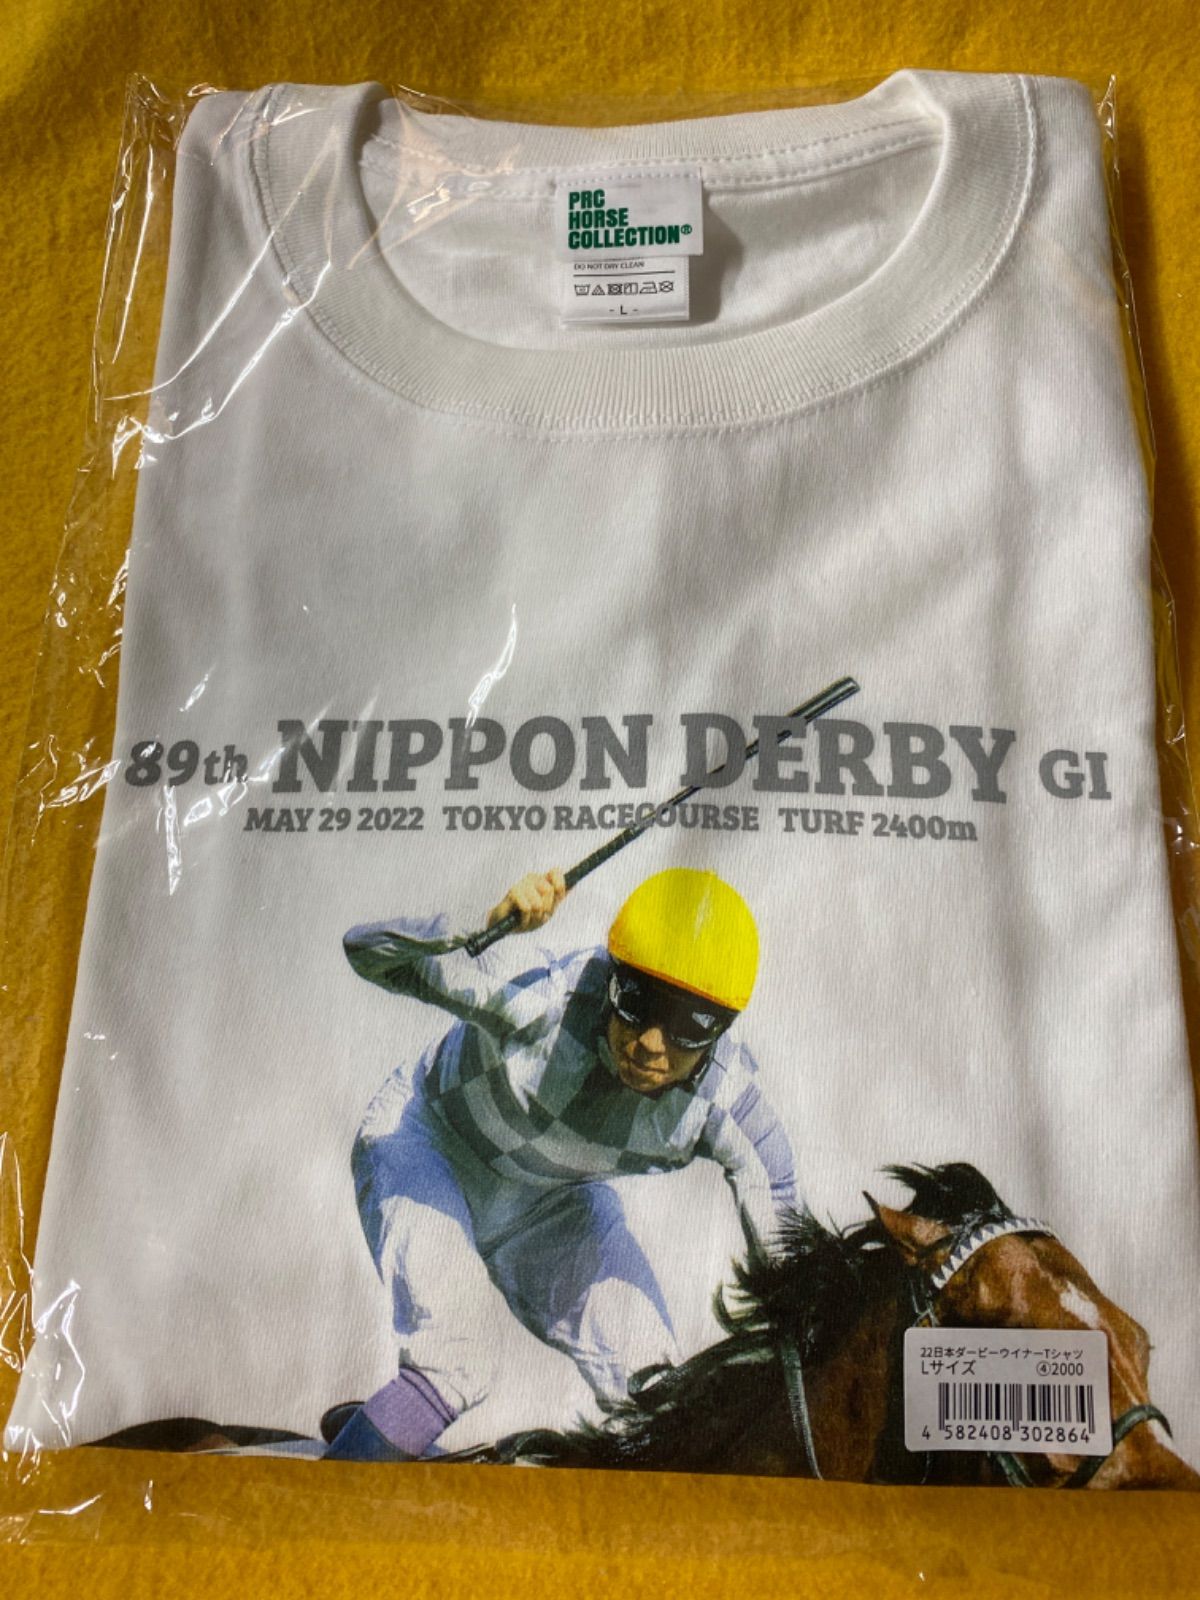 PRC
HORSE
COLLECTION®
DO NOT DRY CLEAN
- L -
89th NIPPON DERBY GI
MAY 29 2022 TOKYO RACECOURSE TURF 2400m
22日本ダービーウイナーTシャツ
Lサイズ ④2000
4 582408 302864